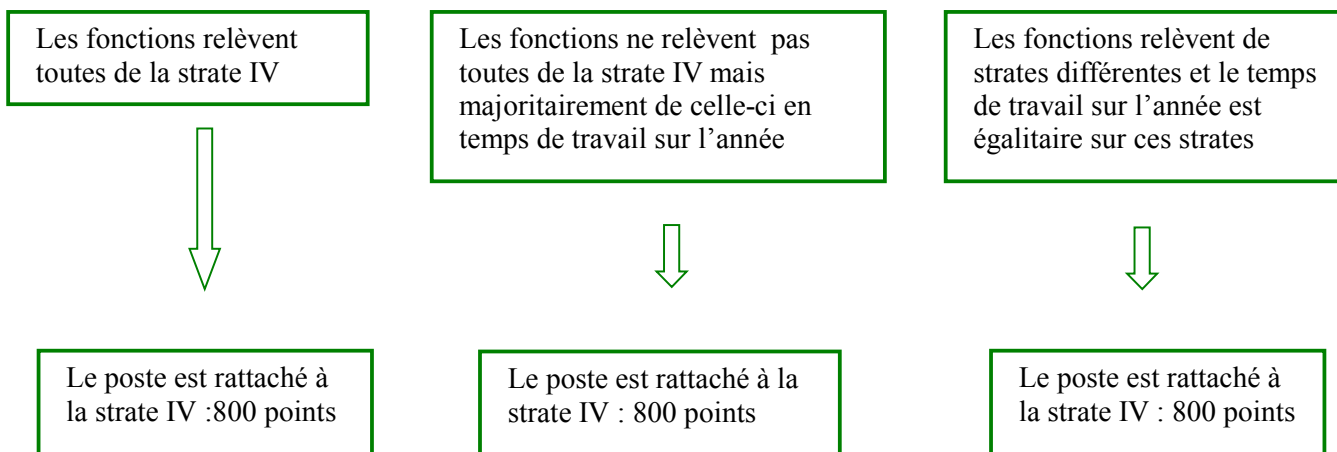 Les fonctions relèvent
toutes de la strate IV
Les fonctions ne relèvent pas
toutes de la strate IV mais
majoritairement de celle-ci en
temps de travail sur l’année
Les fonctions relèvent de
strates différentes et le temps
de travail sur l’année est
égalitaire sur ces strates
Le poste est rattaché à
la strate IV :800 points
Le poste est rattaché à la
strate IV : 800 points
Le poste est rattaché à
la strate IV : 800 points